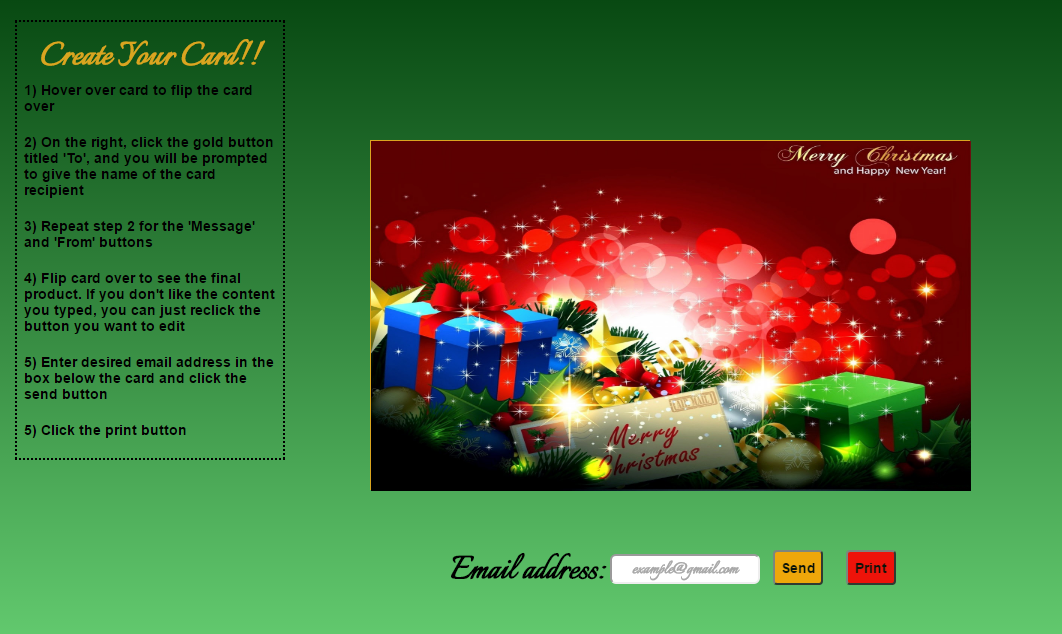 Create Your Card!!
1) Hover over card to flip the card
over
2) On the right, click the gold button
titled 'To', and you will be prompted
to give the name of the card
recipient
3) Repeat step 2 for the 'Message'
and 'From' buttons
4) Flip card over to see the final
product. If you don't like the content
you typed, you can just reclick the
button you want to edit
5) Enter desired email address in the
box below the card and click the
send button
5) Click the print button
Merry Christmas
and Happy New Year!
Merry
Christmas
Email address: example@gmail.com Send Print